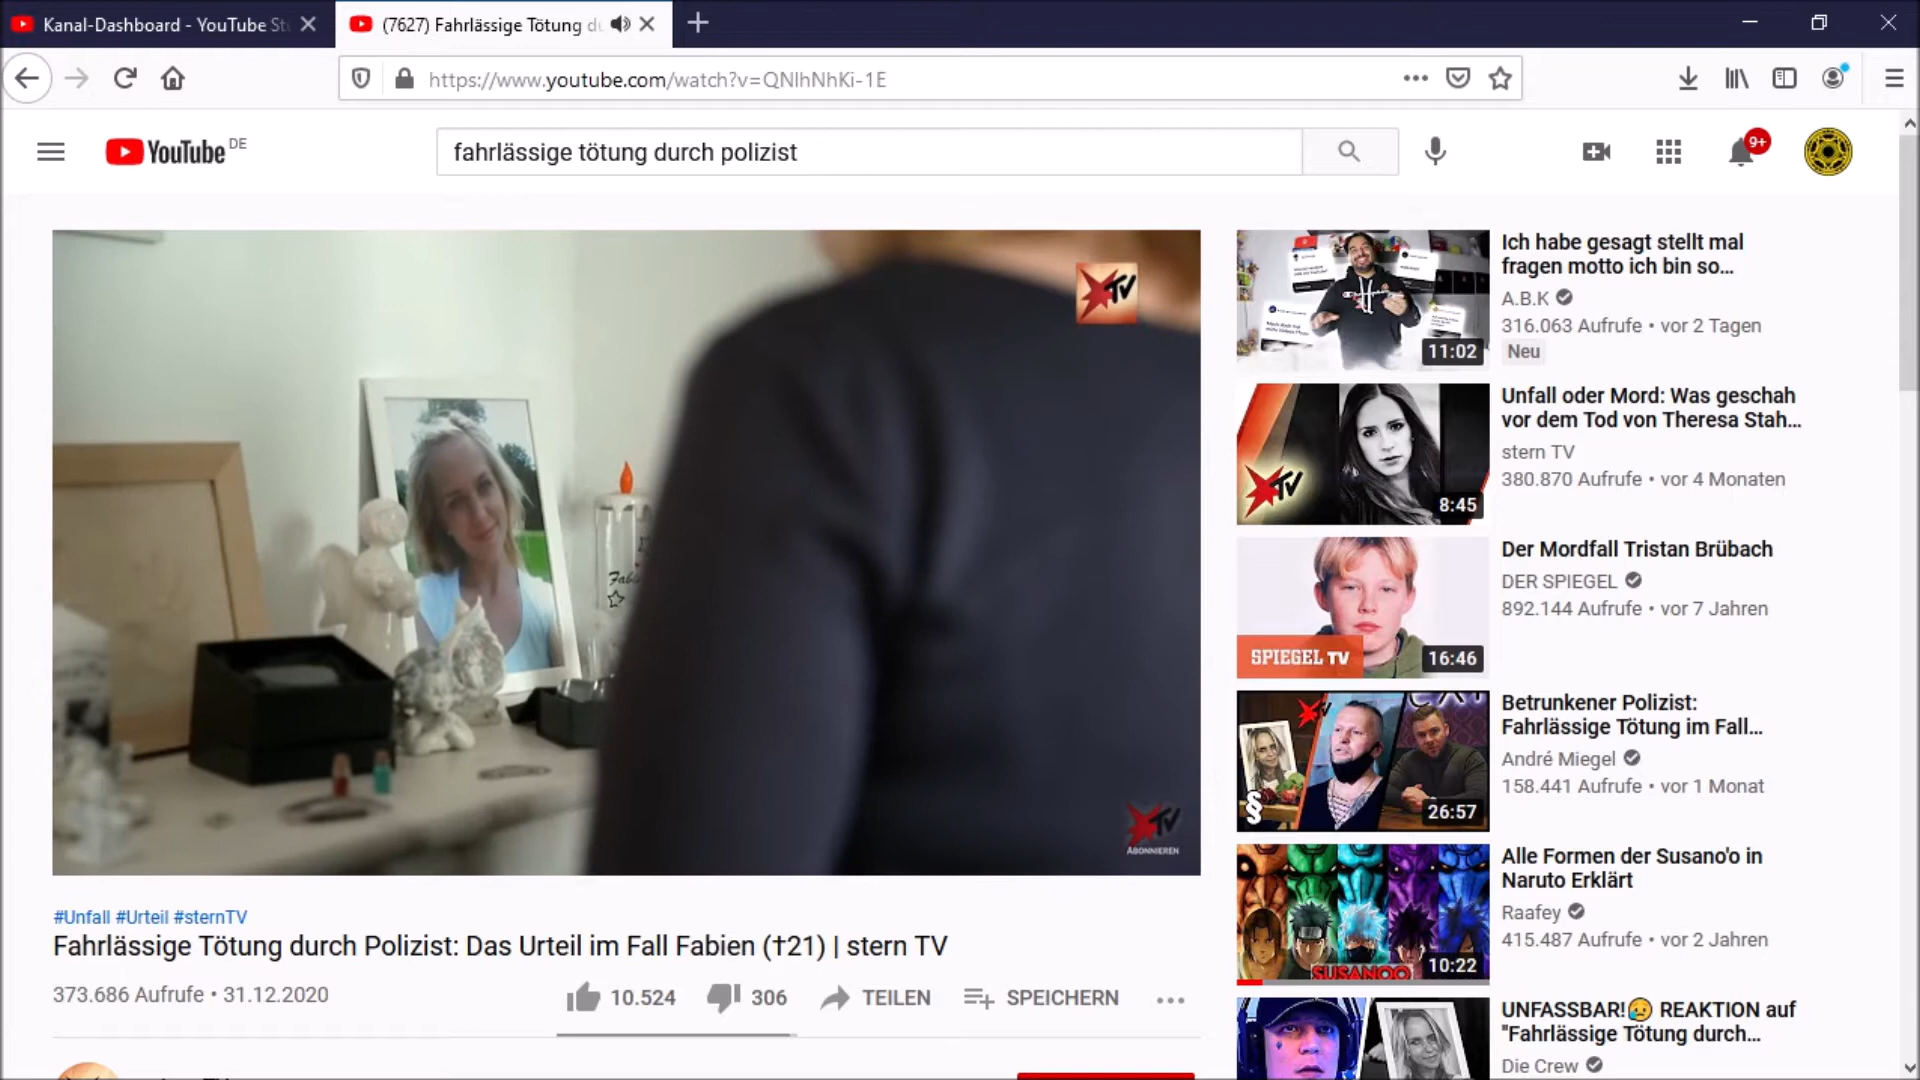 Kanal-Dashboard - YouTube St
(7627) Fahrlässige Tötung d
https://www.youtube.com/watch?v=QNlhNhKi-1E
YouTube DE
fahrlässige tötung durch polizist
9+
TV
Fabi
TV
ABONNIEREN
#Unfall #Urteil #sternTV
Fahrlässige Tötung durch Polizist: Das Urteil im Fall Fabien (†21) | stern TV
373.686 Aufrufe • 31.12.2020
10.524
306
TEILEN
SPEICHERN
11:02
Ich habe gesagt stellt mal
fragen motto ich bin so...
A.B.K
316.063 Aufrufe • vor 2 Tagen
Neu
TV
8:45
Unfall oder Mord: Was geschah
vor dem Tod von Theresa Stah...
stern TV
380.870 Aufrufe • vor 4 Monaten
SPIEGEL TV
16:46
Der Mordfall Tristan Brübach
DER SPIEGEL
892.144 Aufrufe • vor 7 Jahren
§
26:57
Betrunkener Polizist:
Fahrlässige Tötung im Fall...
André Miegel
158.441 Aufrufe • vor 1 Monat
SUSANOO
10:22
Alle Formen der Susano'o in
Naruto Erklärt
Raafey
415.487 Aufrufe • vor 2 Jahren
UNFASSBAR!😥 REAKTION auf
"Fahrlässige Tötung durch...
Die Crew